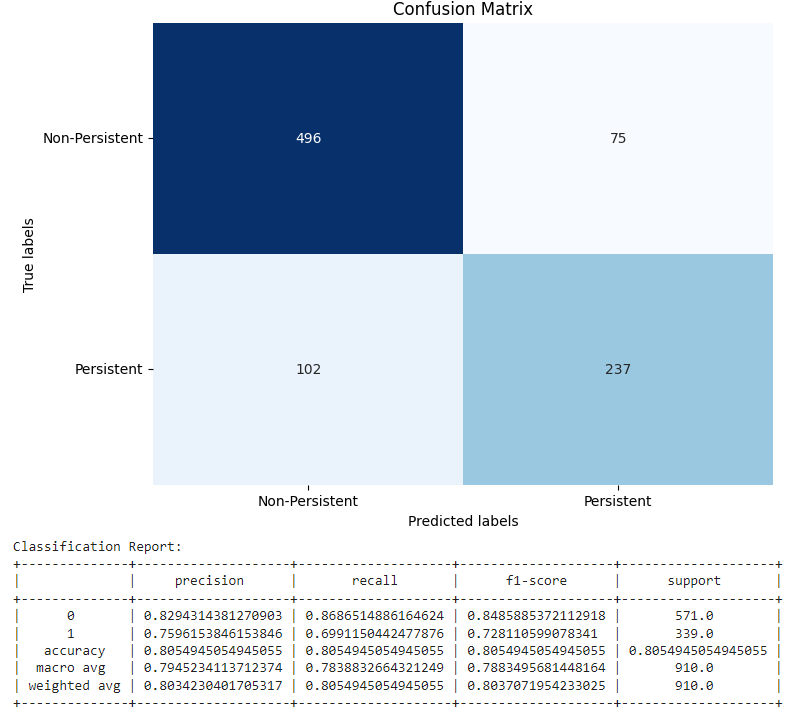 Confusion Matrix
Non-Persistent
496
75
True labels
Persistent
102
237
Non-Persistent
Persistent
Predicted labels
Classification Report:
+--------------+--------------------+--------------------+--------------------+--------------------+
|              |     precision      |       recall       |      f1-score      |      support       |
+--------------+--------------------+--------------------+--------------------+--------------------+
|      0       | 0.8294314381270903 | 0.8686514886164624 | 0.8485885372112918 |       571.0        |
|      1       | 0.7596153846153846 | 0.6991150442477876 | 0.728110599078341  |       339.0        |
|   accuracy   | 0.8054945054945055 | 0.8054945054945055 | 0.8054945054945055 | 0.8054945054945055 |
|  macro avg   | 0.7945234113712374 | 0.7838832664321249 | 0.7883495681448164 |       910.0        |
| weighted avg | 0.8034230401705317 | 0.8054945054945055 | 0.8037071954233025 |       910.0        |
+--------------+--------------------+--------------------+--------------------+--------------------+